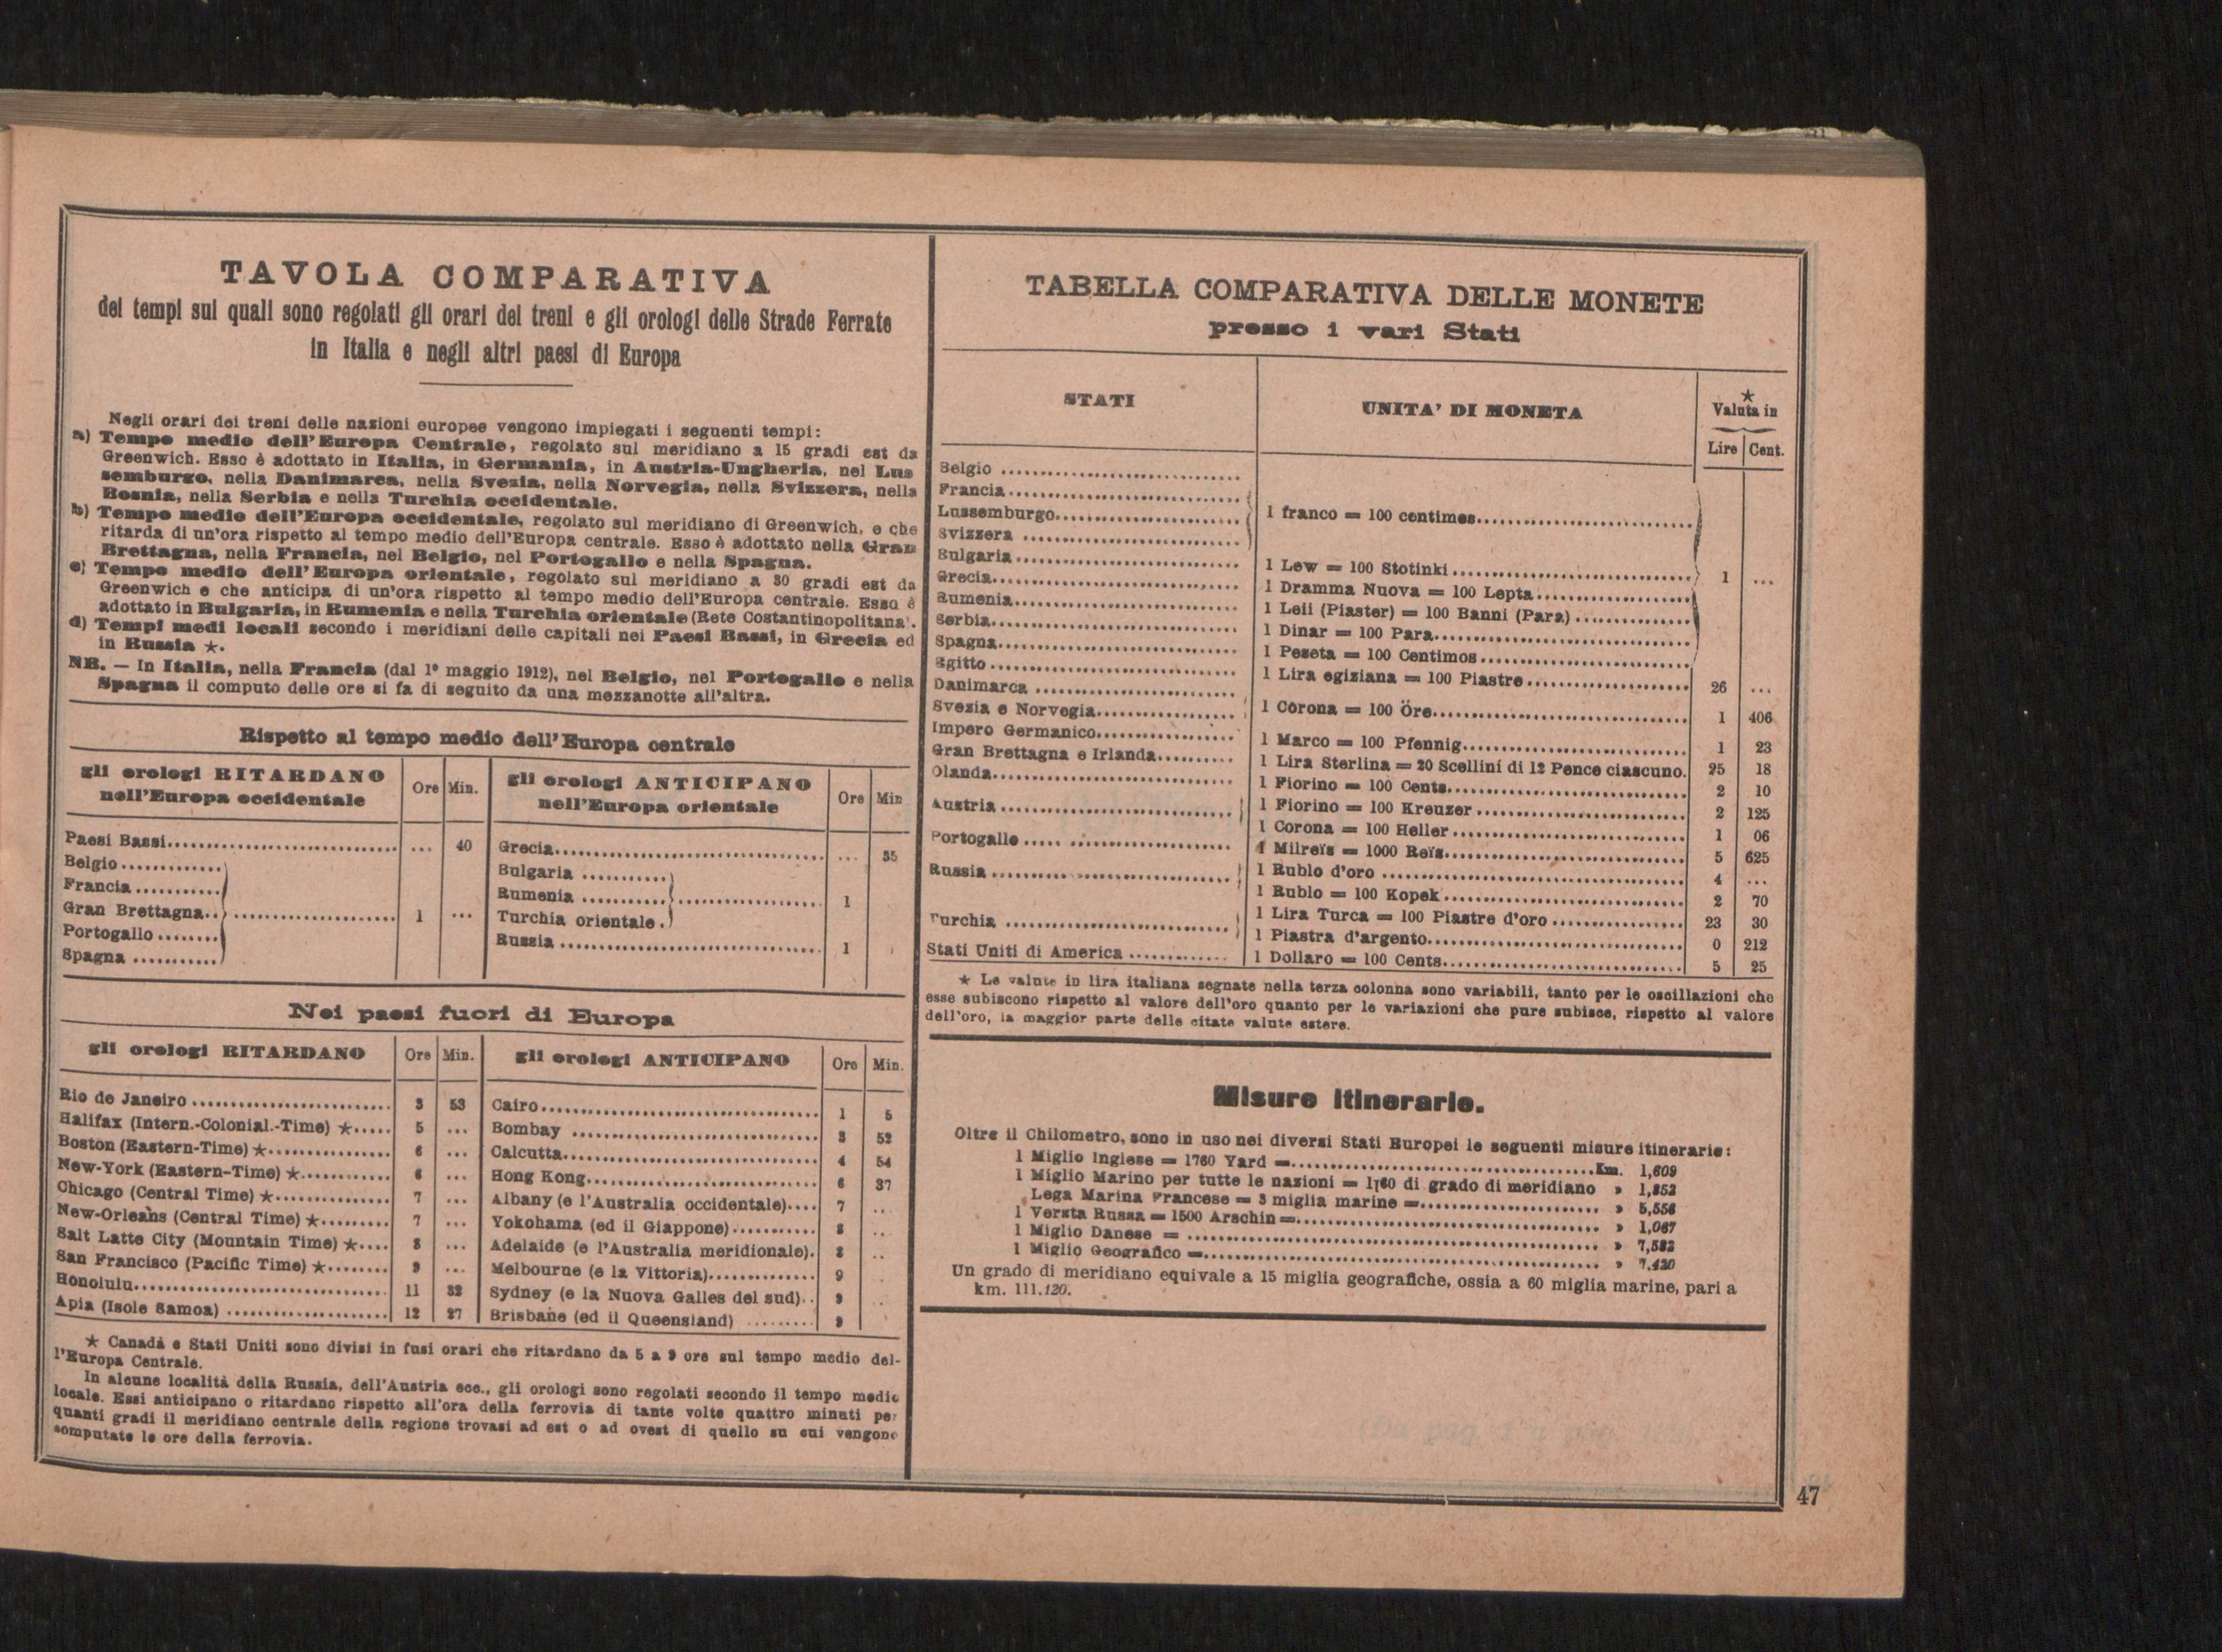 TAVOLA COMPARATIVA
dei tempi sui quali sono regolati gli orari dei treni e gli orologi delle Strade Ferrate
in Italia e negli altri paesi di Europa
Negli orari dei treni delle nazioni europee vengono impiegati i seguenti tempi:
a) Tempo medio dell'Europa Centrale, regolato sul meridiano a 15 gradi est da
Greenwich. Esso è adottato in Italia, in Germania, in Austria-Ungheria, nel Lus
semburgo, nella Danimarca, nella Svezia, nella Norvegia, nella Svizzera, nella
Bosnia, nella Serbia e nella Turchia occidentale.
b) Tempo medio dell'Europa occidentale, regolato sul meridiano di Greenwich, e che
ritarda di un'ora rispetto al tempo medio dell'Europa centrale. Esso è adottato nella Gran
Brettagna, nella Francia, nel Belgio, nel Portogallo e nella Spagna.
c) Tempo medio dell'Europa orientale, regolato sul meridiano a 30 gradi est da
Greenwich e che anticipa di un'ora rispetto al tempo medio dell'Europa centrale. Esso è
adottato in Bulgaria, in Rumenia e nella Turchia orientale (Rete Costantinopolitana).
d) Tempi medi locali secondo i meridiani delle capitali nei Paesi Bassi, in Grecia ed
in Russia ★.
NB. — In Italia, nella Francia (dal 1º maggio 1912), nel Belgio, nel Portogallo e nella
Spagna il computo delle ore si fa di seguito da una mezzanotte all'altra.
Rispetto al tempo medio dell'Europa centrale
gli orologi RITARDANO nell'Europa occidentale | Ore | Min. | gli orologi ANTICIPANO nell'Europa orientale | Ore | Min
Paesi Bassi ... 40 | Grecia ... 35
Belgio | Bulgaria
Francia | Rumenia 1
Gran Brettagna 1 ... | Turchia orientale
Portogallo | Russia 1
Spagna
Nei paesi fuori di Europa
gli orologi RITARDANO | Ore | Min. | gli orologi ANTICIPANO | Ore | Min.
Rio de Janeiro 3 53 | Cairo 1 5
Halifax (Intern.-Colonial.-Time) ★ 5 ... | Bombay 3 52
Boston (Eastern-Time) ★ 6 ... | Calcutta 4 54
New-York (Eastern-Time) ★ 6 ... | Hong Kong 6 37
Chicago (Central Time) ★ 7 ... | Albany (e l'Australia occidentale) 7 ...
New-Orleans (Central Time) ★ 7 ... | Yokohama (ed il Giappone) 8 ...
Salt Latte City (Mountain Time) ★ 8 ... | Adelaide (e l'Australia meridionale) 8 ..
San Francisco (Pacific Time) ★ 9 ... | Melbourne (e la Vittoria) 9 ..
Honolulu 11 32 | Sydney (e la Nuova Galles del sud) 9 ..
Apia (Isole Samoa) 12 27 | Brisbane (ed il Queensland) 9
★ Canadà e Stati Uniti sono divisi in fusi orari che ritardano da 5 a 9 ore sul tempo medio del-
l'Europa Centrale.
In alcune località della Russia, dell'Austria ecc., gli orologi sono regolati secondo il tempo medio
locale. Essi anticipano o ritardano rispetto all'ora della ferrovia di tante volte quattro minuti per
quanti gradi il meridiano centrale della regione trovasi ad est o ad ovest di quello su cui vengono
computate le ore della ferrovia.
TABELLA COMPARATIVA DELLE MONETE
presso i vari Stati
STATI | UNITA' DI MONETA | ★ Valuta in Lire | Cent.
Belgio
Francia
Lussemburgo 1 franco = 100 centimes
Svizzera
Bulgaria 1 Lew = 100 Stotinki 1 ...
Grecia 1 Dramma Nuova = 100 Lepta
Rumenia 1 Leii (Piaster) = 100 Banni (Para)
Serbia 1 Dinar = 100 Para
Spagna 1 Peseta = 100 Centimos
Egitto 1 Lira egiziana = 100 Piastre 26 ...
Danimarca
Svezia e Norvegia 1 Corona = 100 Öre 1 406
Impero Germanico 1 Marco = 100 Pfennig 1 23
Gran Brettagna e Irlanda 1 Lira Sterlina = 20 Scellini di 12 Pence ciascuno. 25 18
Olanda 1 Fiorino = 100 Cents 2 10
Austria 1 Fiorino = 100 Kreuzer 2 125
1 Corona = 100 Heller 1 06
Portogallo 1 Milreïs = 1000 Reïs 5 625
Russia 1 Rublo d'oro 4 ...
1 Rublo = 100 Kopek 2 70
Turchia 1 Lira Turca = 100 Piastre d'oro 23 30
1 Piastra d'argento 0 212
Stati Uniti di America 1 Dollaro = 100 Cents 5 25
★ Le valute in lira italiana segnate nella terza colonna sono variabili, tanto per le oscillazioni che
esse subiscono rispetto al valore dell'oro quanto per le variazioni che pure subisce, rispetto al valore
dell'oro, la maggior parte delle citate valute estere.
Misure itinerarie.
Oltre il Chilometro, sono in uso nei diversi Stati Europei le seguenti misure itinerarie:
1 Miglio Inglese = 1760 Yard = Km. 1,609
1 Miglio Marino per tutte le nazioni = 1/60 di grado di meridiano » 1,852
Lega Marina Francese = 3 miglia marine = » 5,556
1 Versta Russa = 1500 Arschin = » 1,067
1 Miglio Danese = » 7,582
1 Miglio Geografico = » 7,420
Un grado di meridiano equivale a 15 miglia geografiche, ossia a 60 miglia marine, pari a
km. 111.120.
47